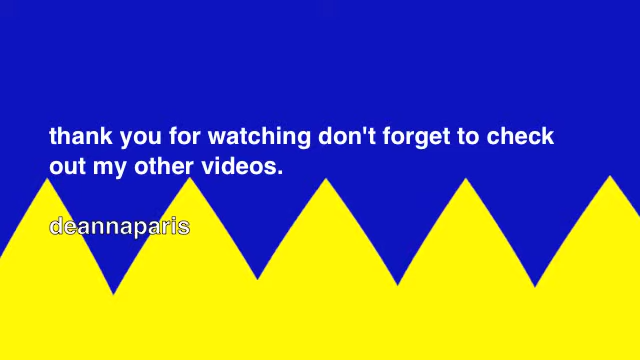 thank you for watching don't forget to check
out my other videos.
deannaparis